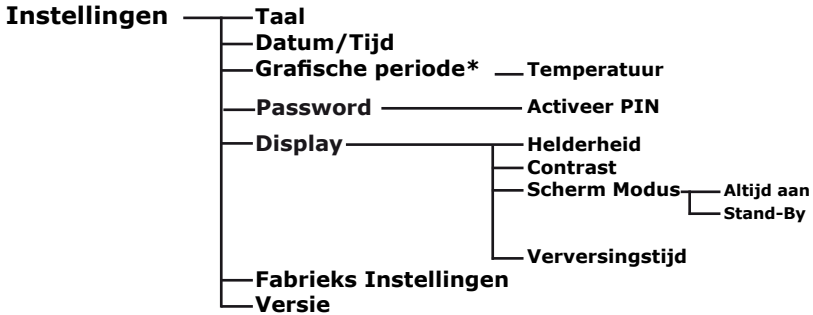 Instellingen
Taal
Datum/Tijd
Grafische periode* Temperatuur
Password Activeer PIN
Display Helderheid
Contrast
Scherm Modus Altijd aan
Stand-By
Verversingstijd
Fabrieks Instellingen
Versie